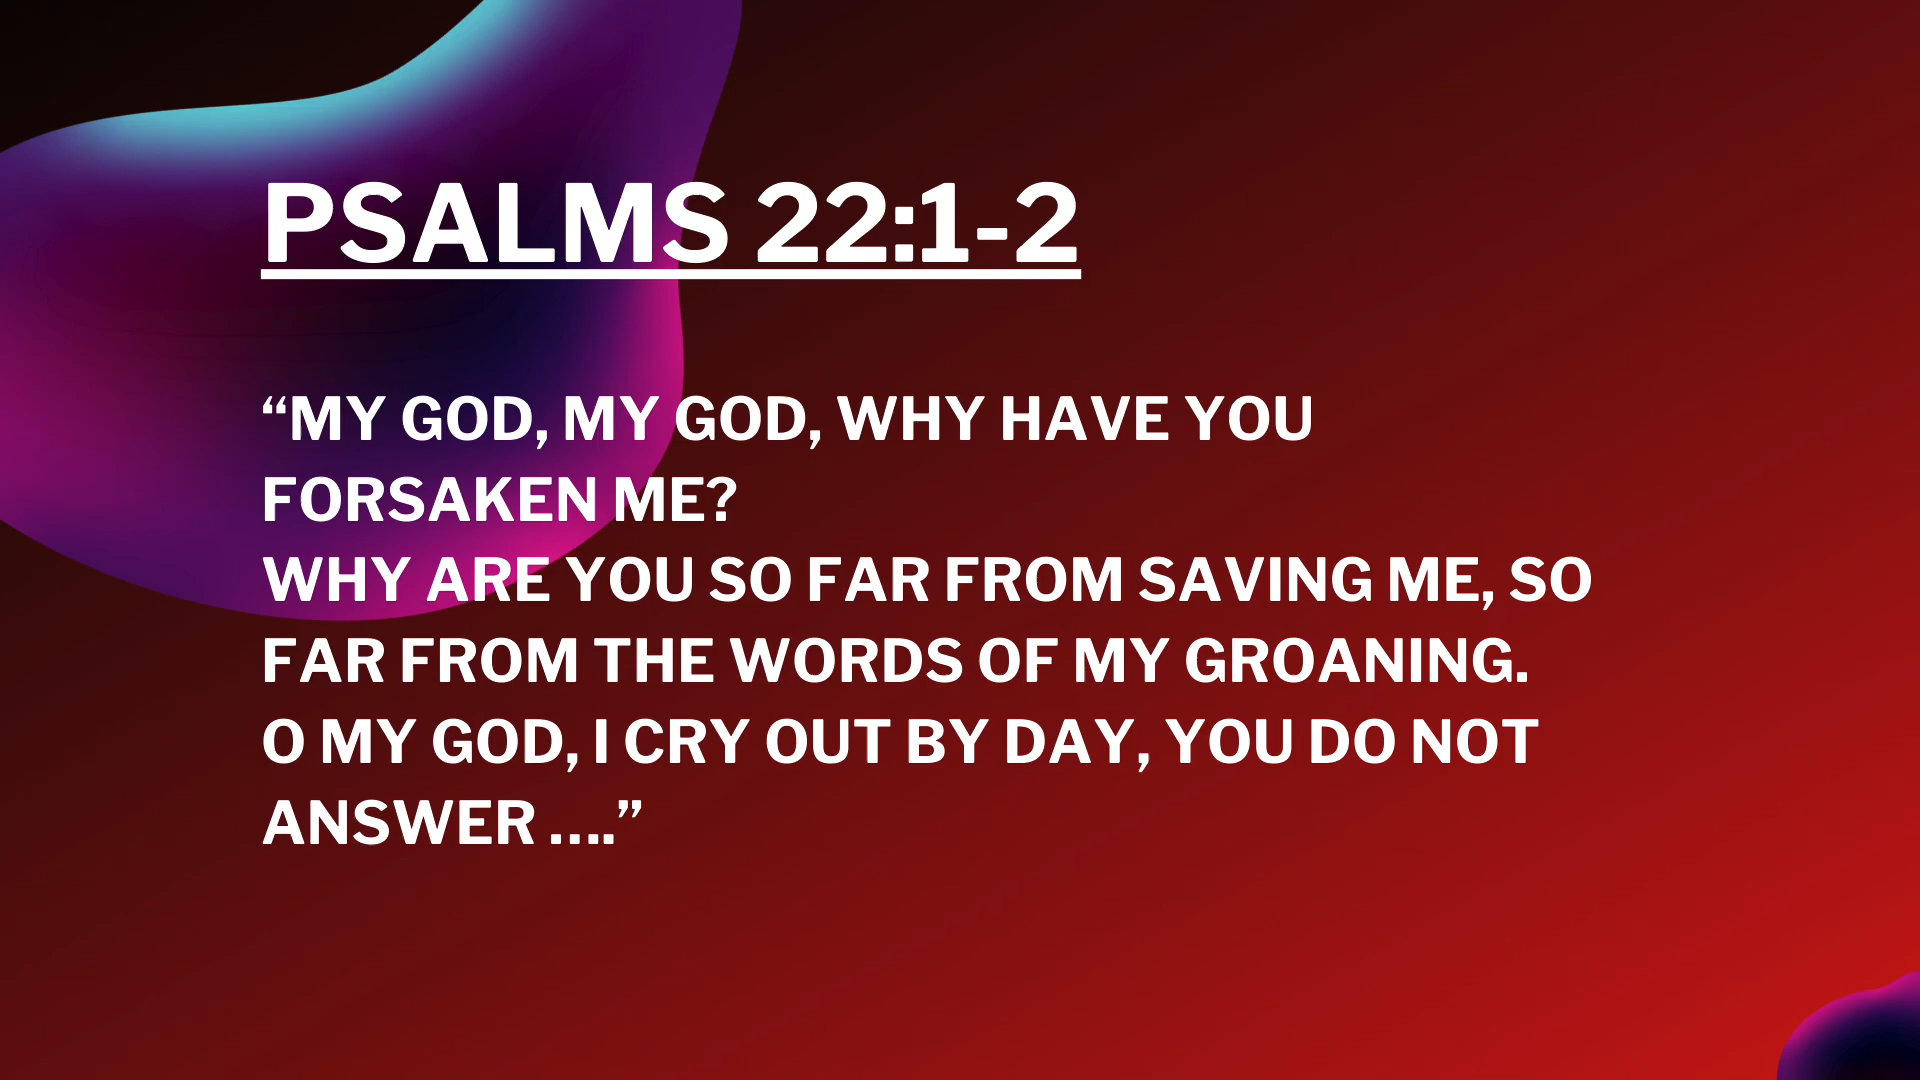 PSALMS 22:1-2
“MY GOD, MY GOD, WHY HAVE YOU
FORSAKEN ME?
WHY ARE YOU SO FAR FROM SAVING ME, SO
FAR FROM THE WORDS OF MY GROANING.
O MY GOD, I CRY OUT BY DAY, YOU DO NOT
ANSWER ….”